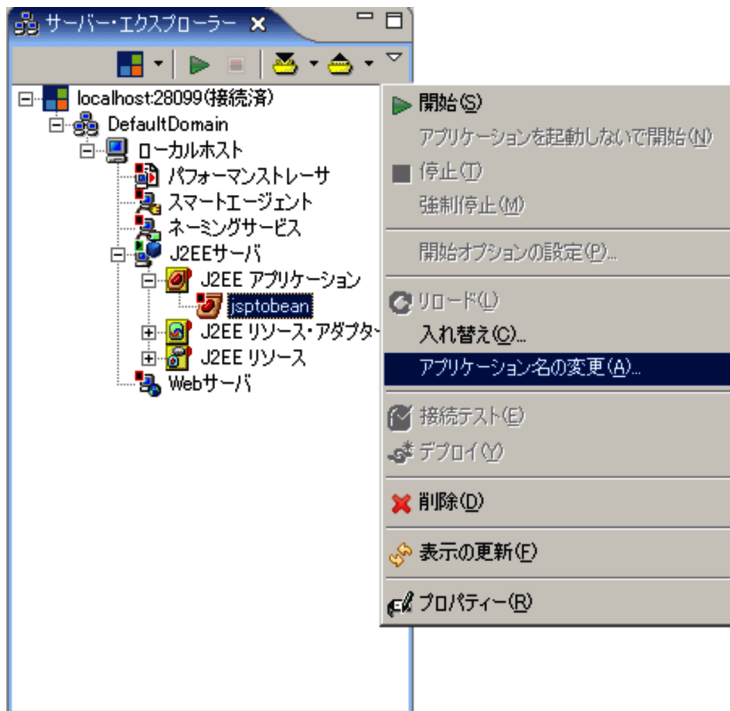 サーバー・エクスプローラー
localhost:28099(接続済)
DefaultDomain
ローカルホスト
パフォーマンストレーサ
スマートエージェント
ネーミングサービス
J2EEサーバ
J2EE アプリケーション
jsptobean
J2EE リソース・アダプター
J2EE リソース
Webサーバ
開始(S)
アプリケーションを起動しないで開始(N)
停止(T)
強制停止(M)
開始オプションの設定(P)...
リロード(L)
入れ替え(C)...
アプリケーション名の変更(A)...
接続テスト(E)
デプロイ(Y)
削除(D)
表示の更新(F)
プロパティー(R)